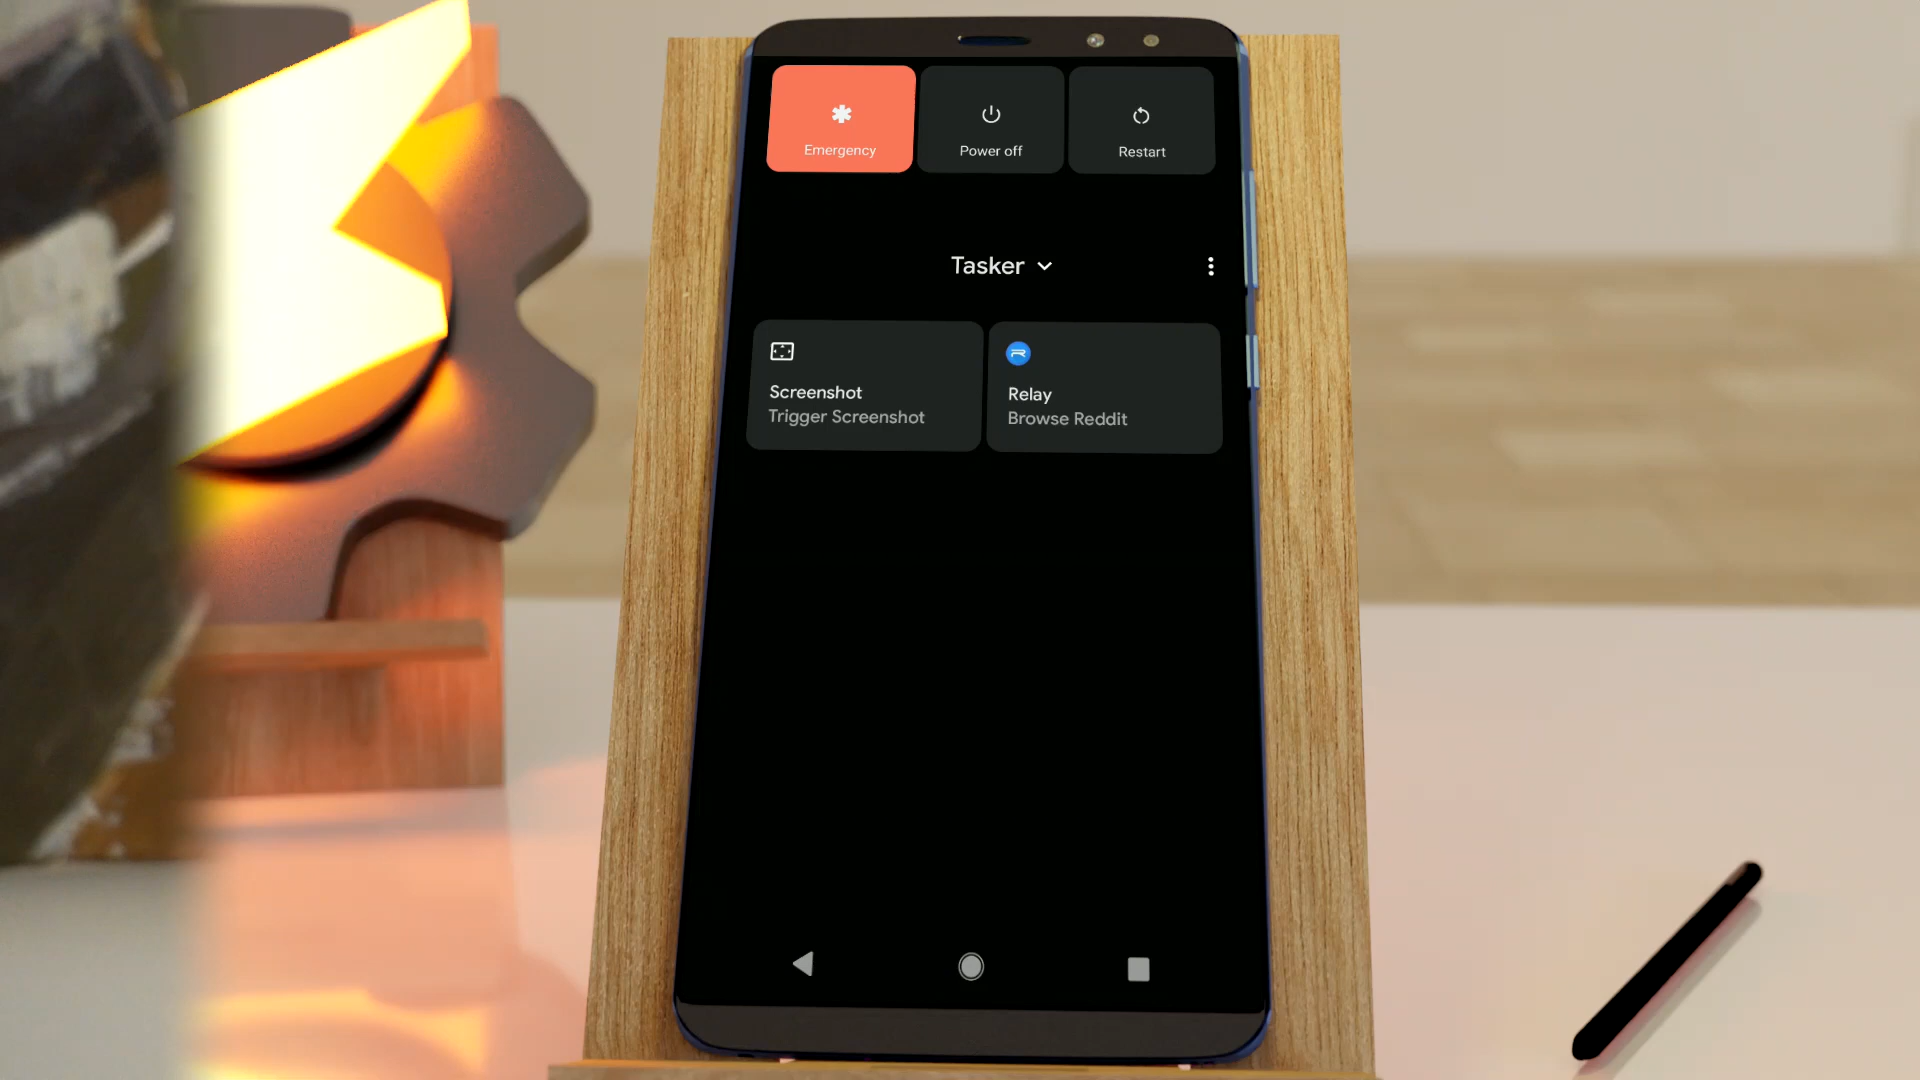 Emergency
Power off
Restart
Tasker
Screenshot
Trigger Screenshot
Relay
Browse Reddit